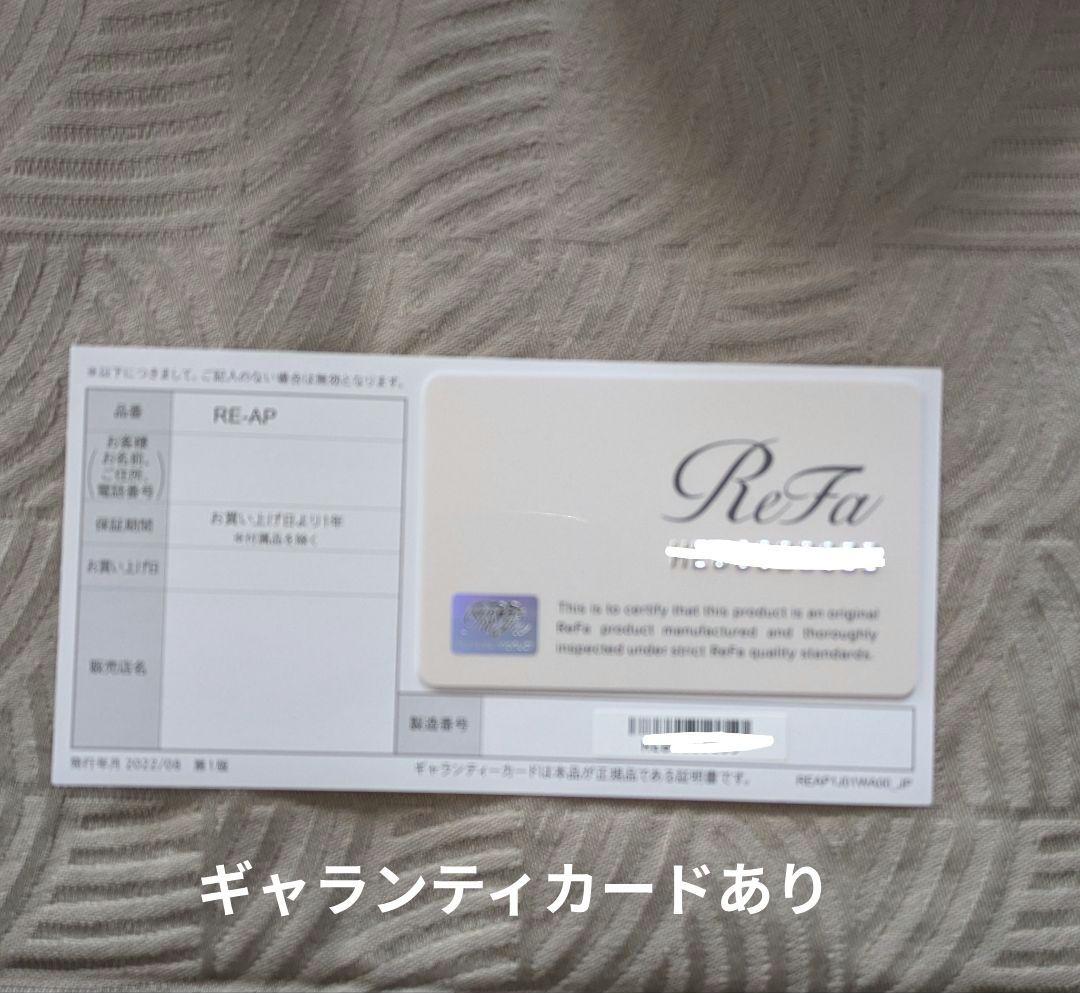 ※以下につきまして、ご記入のない場合は無効となります。
品番 RE-AP
お客様
お名前、
ご住所、
電話番号
保証期間 お買い上げ日より1年
※付属品を除く
お買い上げ日
販売店名
ReFa
This is to certify that this product is an original
ReFa product manufactured and thoroughly
inspected under strict ReFa quality standards.
製造番号
発行年月 2022/08 第1版
ギャランティーカードは本品が正規品である証明書です。
ギャランティカードあり